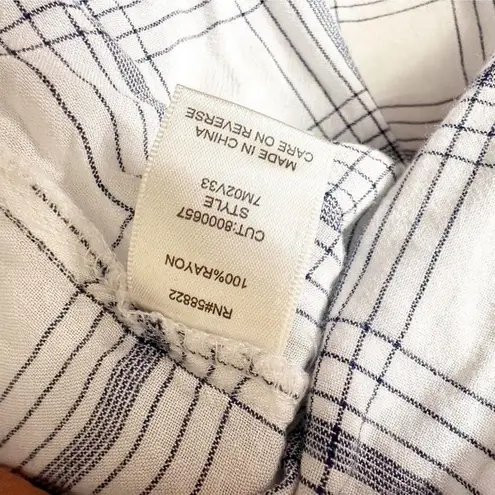 RN#58822
100%RAYON
CUT:8000657
STYLE
7M02V33
MADE IN CHINA
CARE ON REVERSE